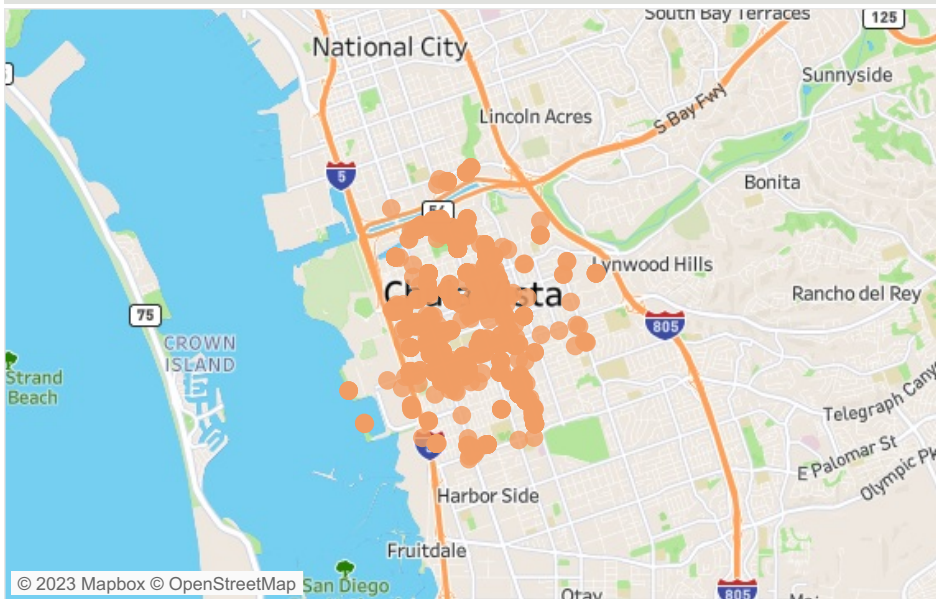 South Bay Terraces
125
National City
Sunnyside
S Bay Fwy
Lincoln Acres
5
Bonita
54
Lynwood Hills
Rancho del Rey
75
805
CROWN
ISLAND
Strand
Beach
Telegraph Cany
E Palomar St
Olympic Pk
Harbor Side
Fruitdale
San Diego
Otay
805
© 2023 Mapbox © OpenStreetMap